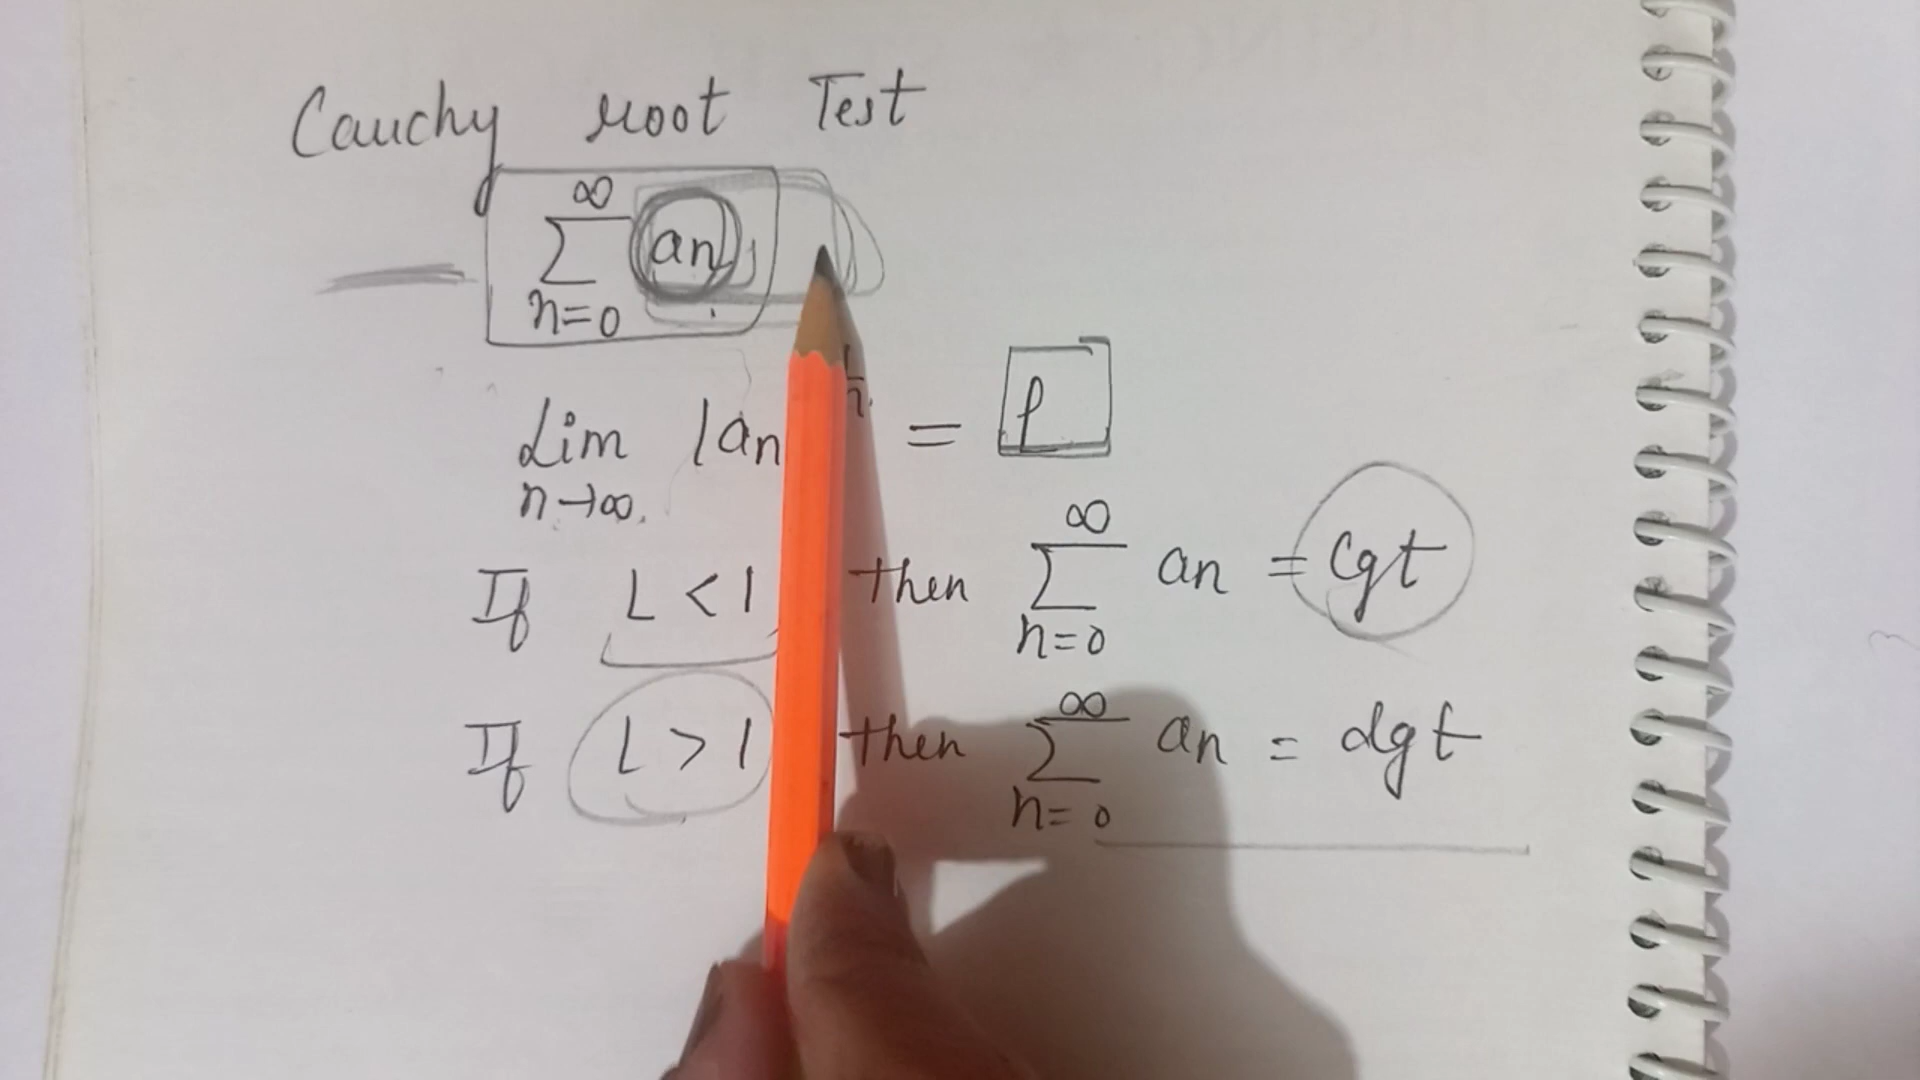 Cauchy root Test
∞
∑ an
n=0
Lim |an 1/n = l
n→∞
If L < 1 then ∞ ∑ n=0 an = Cgt
If L > 1 then ∞ ∑ n=0 an = dgt